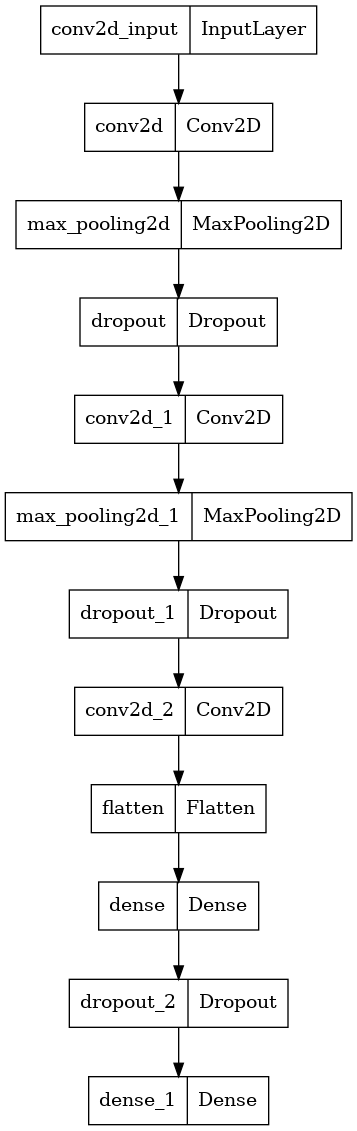 conv2d_input InputLayer
conv2d Conv2D
max_pooling2d MaxPooling2D
dropout Dropout
conv2d_1 Conv2D
max_pooling2d_1 MaxPooling2D
dropout_1 Dropout
conv2d_2 Conv2D
flatten Flatten
dense Dense
dropout_2 Dropout
dense_1 Dense